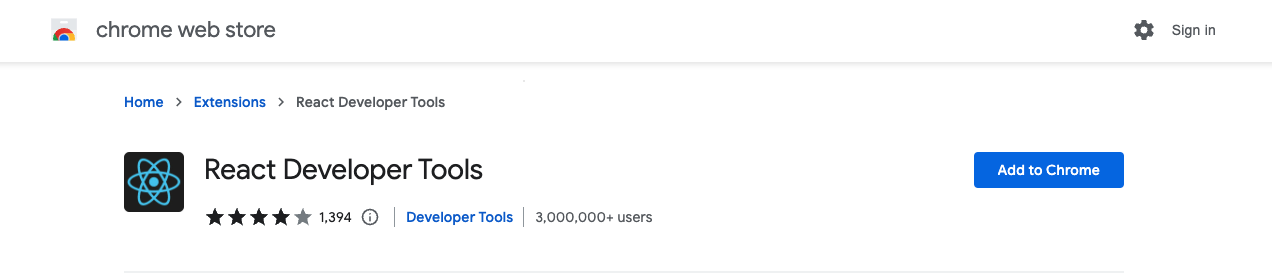 chrome web store
Sign in
Home > Extensions > React Developer Tools
React Developer Tools
Add to Chrome
1,394 Developer Tools 3,000,000+ users